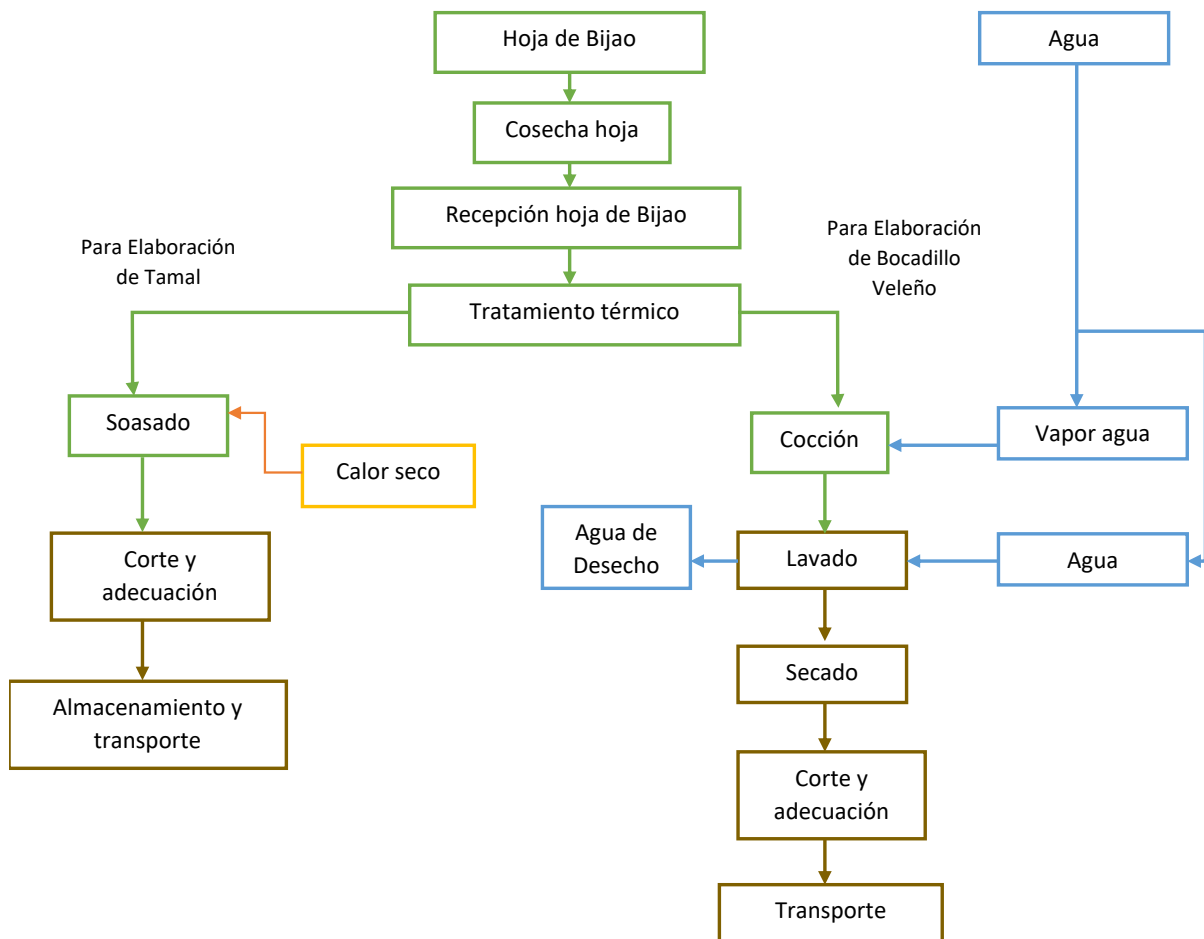 Hoja de Bijao
Agua
Cosecha hoja
Recepción hoja de Bijao
Para Elaboración
de Tamal
Para Elaboración
de Bocadillo
Veleño
Tratamiento térmico
Soasado
Calor seco
Cocción
Vapor agua
Corte y
adecuación
Agua de
Desecho
Lavado
Agua
Almacenamiento y
transporte
Secado
Corte y
adecuación
Transporte